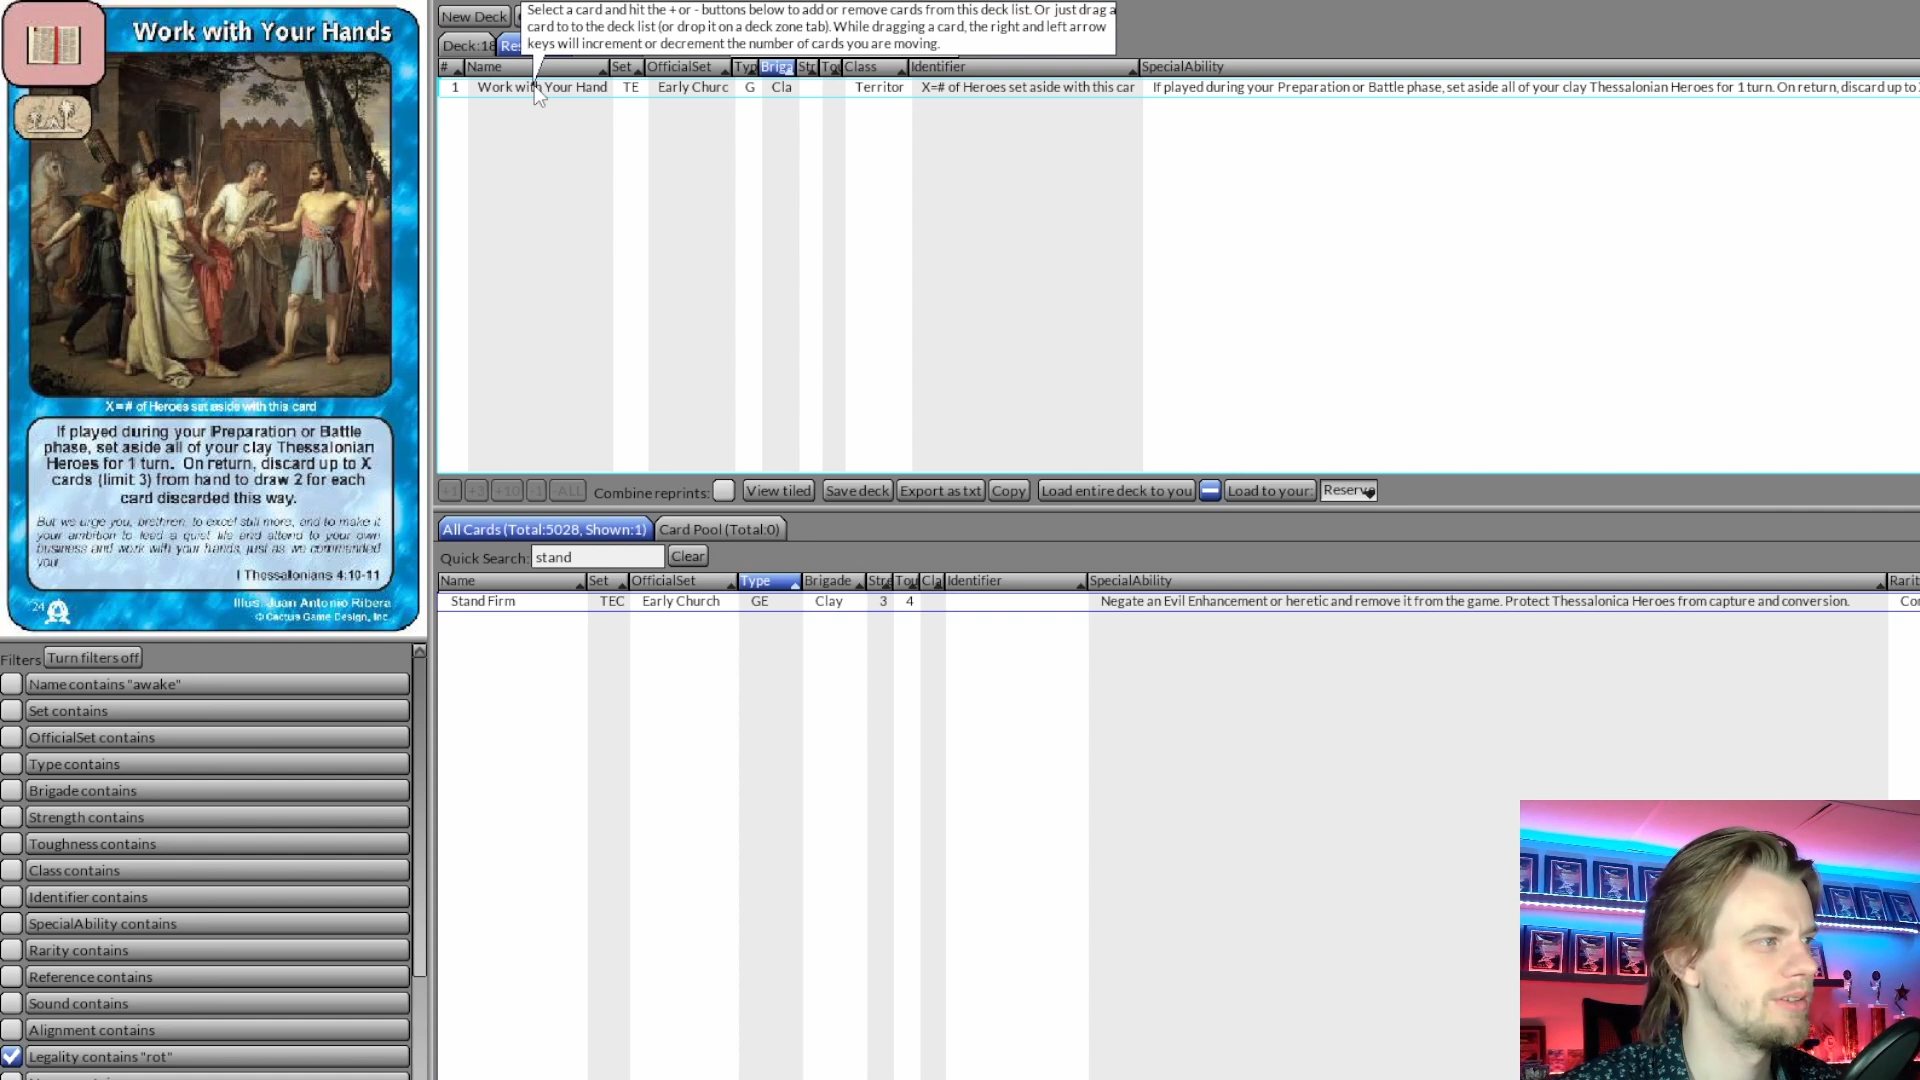 Work with Your Hands
X=# of Heroes set aside with this card
If played during your Preparation or Battle
phase, set aside all of your clay Thessalonian
Heroes for 1 turn. On return, discard up to X
cards (limit 3) from hand to draw 2 for each
card discarded this way.
But we urge you, brethren, to excel still more, and to make it
your ambition to lead a quiet life and attend to your own
business and work with your hands, just as we commanded
you
I Thessalonians 4:10-11
24
Illus. Juan Antonio Ribera
© Cactus Game Design, Inc.
New Deck
Select a card and hit the + or - buttons below to add or remove cards from this deck list. Or just drag a
card to to the deck list (or drop it on a deck zone tab). While dragging a card, the right and left arrow
keys will increment or decrement the number of cards you are moving.
Deck:18 Res
# Name Set OfficialSet Typ Briga Str To Class Identifier SpecialAbility
1 Work with Your Hand TE Early Churc G Cla Territor X=# of Heroes set aside with this car If played during your Preparation or Battle phase, set aside all of your clay Thessalonian Heroes for 1 turn. On return, discard up to
+1 +3 +10 -1 -ALL Combine reprints: View tiled Save deck Export as txt Copy Load entire deck to you Load to your: Reserve
All Cards (Total:5028, Shown:1) Card Pool (Total:0)
Quick Search: stand Clear
Name Set OfficialSet Type Brigade Stre Tou Cla Identifier SpecialAbility Rarit
Stand Firm TEC Early Church GE Clay 3 4 Negate an Evil Enhancement or heretic and remove it from the game. Protect Thessalonica Heroes from capture and conversion. Co
Filters Turn filters off
Name contains "awake"
Set contains
OfficialSet contains
Type contains
Brigade contains
Strength contains
Toughness contains
Class contains
Identifier contains
SpecialAbility contains
Rarity contains
Reference contains
Sound contains
Alignment contains
Legality contains "rot"